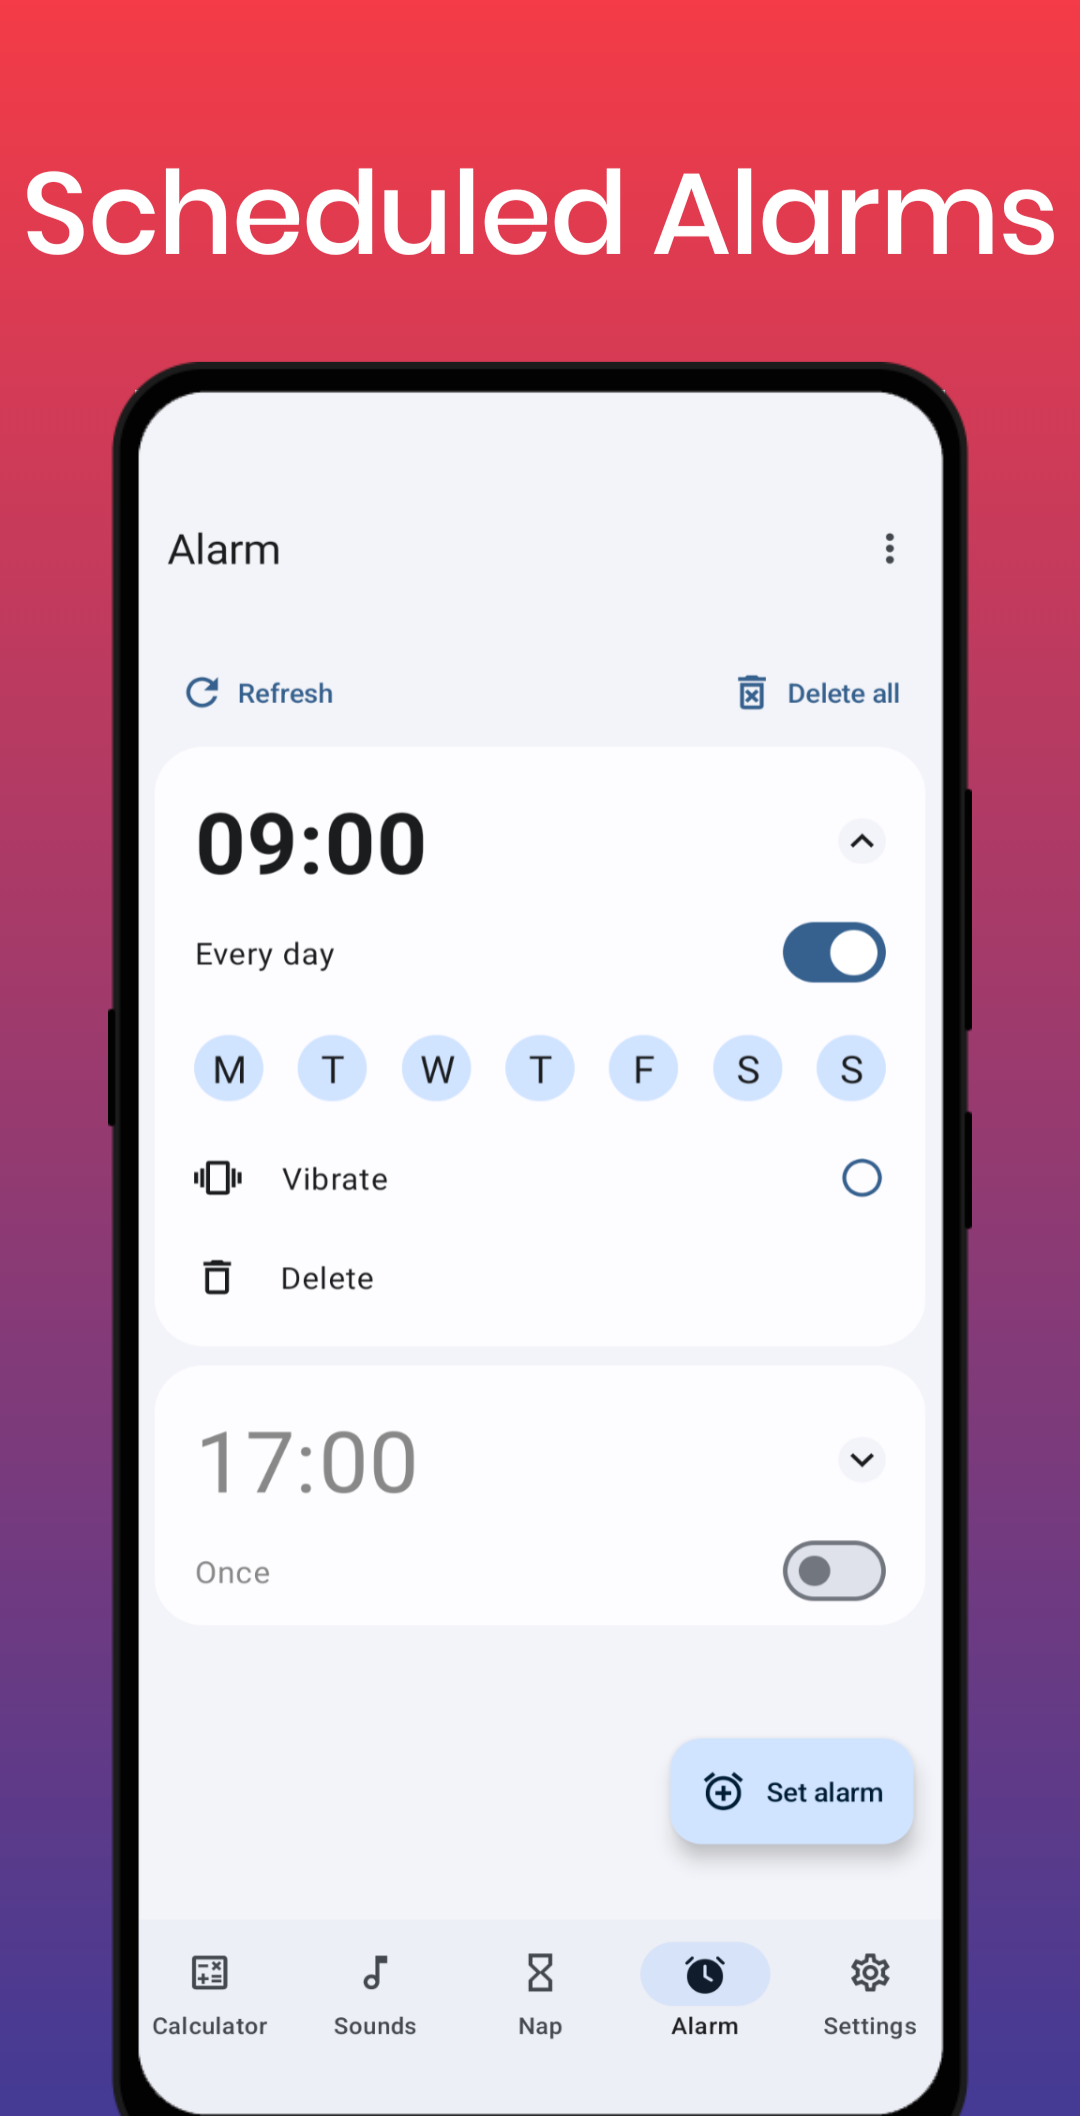 Scheduled Alarms
Alarm
Refresh Delete all
09:00
Every day
M T W T F S S
Vibrate
Delete
17:00
Once
Set alarm
Calculator Sounds Nap Alarm Settings